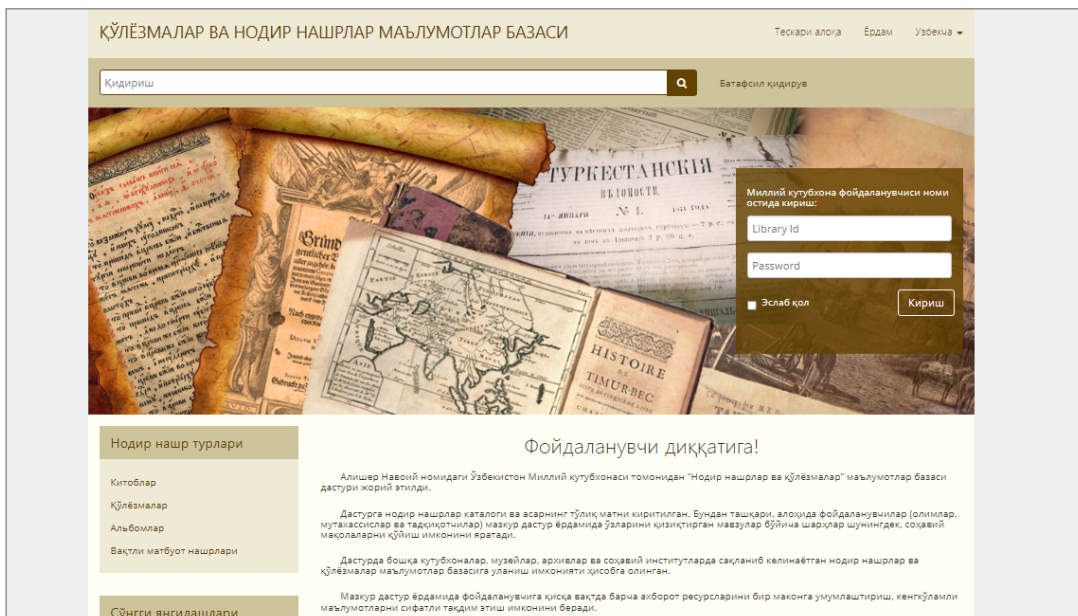 ҚЎЛЁЗМАЛАР ВА НОДИР НАШРЛАР МАЪЛУМОТЛАР БАЗАСИ
Тескари алоқа Ёрдам Узбекча
Қидириш
Батафсил қидирув
ТУРКЕСТАНСКІЯ
ВѢДОМОСТИ.
№ 1.
Миллий кутубхона фойдаланувчиси номи
остида кириш:
Library Id
Password
Эслаб қол
Кириш
HISTOIRE
DE
TIMUR-BEC
Нодир нашр турлари
Китоблар
Қўлёзмалар
Альбомлар
Вақтли матбуот нашрлари
Сўнгги янгилашлари
Фойдаланувчи диққатига!
Алишер Навоий номидаги Ўзбекистон Миллий кутубхонаси томонидан "Нодир нашрлар ва қўлёзмалар" маълумотлар базаси
дастури жорий этилди.
Дастурга нодир нашрлар каталоги ва асарнинг тўлиқ матни киритилган. Бундан ташқари, алоҳида фойдаланувчилар (олимлар,
мутахассислар ва тадқиқотчилар) мазкур дастур ёрдамида ўзларини қизиқтирган мавзулар бўйича шарҳлар шунингдек, соҳавий
мақолаларни қўйиш имконини яратади.
Дастурда бошқа кутубхоналар, музейлар, архивлар ва соҳавий институтларда сақланиб келинаётган нодир нашрлар ва
қўлёзмалар маълумотлар базасига уланиш имконияти ҳисобга олинган.
Мазкур дастур ёрдамида фойдаланувчига қисқа вақтда барча ахборот ресурсларини бир маконга умумлаштириш, кенгкўламли
маълумотларни сифатли тақдим этиш имконини беради.